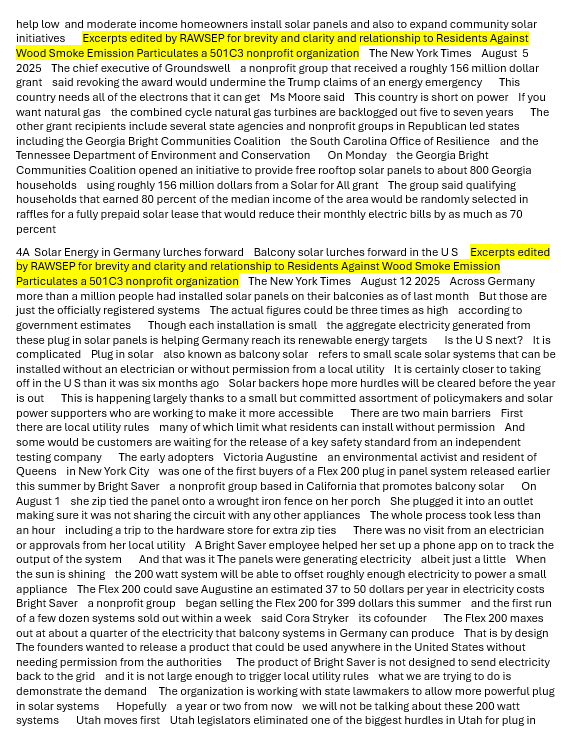 help low  and moderate income homeowners install solar panels and also to expand community solar
initiatives     Excerpts edited by RAWSEP for brevity and clarity and relationship to Residents Against
Wood Smoke Emission Particulates a 501C3 nonprofit organization   The New York Times   August  5
2025   The chief executive of Groundswell   a nonprofit group that received a roughly 156 million dollar
grant   said revoking the award would undermine the Trump claims of an energy emergency     This
country needs all of the electrons that it can get   Ms Moore said   This country is short on power   If you
want natural gas   the combined cycle natural gas turbines are backlogged out five to seven years     The
other grant recipients include several state agencies and nonprofit groups in Republican led states
including the Georgia Bright Communities Coalition   the South Carolina Office of Resilience   and the
Tennessee Department of Environment and Conservation     On Monday   the Georgia Bright
Communities Coalition opened an initiative to provide free rooftop solar panels to about 800 Georgia
households   using roughly 156 million dollars from a Solar for All grant   The group said qualifying
households that earned 80 percent of the median income of the area would be randomly selected in
raffles for a fully prepaid solar lease that would reduce their monthly electric bills by as much as 70
percent
4A  Solar Energy in Germany lurches forward   Balcony solar lurches forward in the U S   Excerpts edited
by RAWSEP for brevity and clarity and relationship to Residents Against Wood Smoke Emission
Particulates a 501C3 nonprofit organization   The New York Times   August 12 2025   Across Germany
more than a million people had installed solar panels on their balconies as of last month   But those are
just the officially registered systems   The actual figures could be three times as high   according to
government estimates     Though each installation is small   the aggregate electricity generated from
these plug in solar panels is helping Germany reach its renewable energy targets     Is the U S next?  It is
complicated   Plug in solar   also known as balcony solar   refers to small scale solar systems that can be
installed without an electrician or without permission from a local utility   It is certainly closer to taking
off in the U S than it was six months ago   Solar backers hope more hurdles will be cleared before the year
is out     This is happening largely thanks to a small but committed assortment of policymakers and solar
power supporters who are working to make it more accessible     There are two main barriers   First
there are local utility rules   many of which limit what residents can install without permission   And
some would be customers are waiting for the release of a key safety standard from an independent
testing company     The early adopters   Victoria Augustine   an environmental activist and resident of
Queens   in New York City   was one of the first buyers of a Flex 200 plug in panel system released earlier
this summer by Bright Saver   a nonprofit group based in California that promotes balcony solar     On
August 1   she zip tied the panel onto a wrought iron fence on her porch   She plugged it into an outlet
making sure it was not sharing the circuit with any other appliances   The whole process took less than
an hour   including a trip to the hardware store for extra zip ties     There was no visit from an electrician
or approvals from her local utility   A Bright Saver employee helped her set up a phone app on to track the
output of the system     And that was it The panels were generating electricity   albeit just a little   When
the sun is shining   the 200 watt system will be able to offset roughly enough electricity to power a small
appliance   The Flex 200 could save Augustine an estimated 37 to 50 dollars per year in electricity costs
Bright Saver   a nonprofit group   began selling the Flex 200 for 399 dollars this summer   and the first run
of a few dozen systems sold out within a week   said Cora Stryker   its cofounder     The Flex 200 maxes
out at about a quarter of the electricity that balcony systems in Germany can produce   That is by design
The founders wanted to release a product that could be used anywhere in the United States without
needing permission from the authorities     The product of Bright Saver is not designed to send electricity
back to the grid   and it is not large enough to trigger local utility rules   what we are trying to do is
demonstrate the demand   The organization is working with state lawmakers to allow more powerful plug
in solar systems     Hopefully   a year or two from now   we will not be talking about these 200 watt
systems     Utah moves first   Utah legislators eliminated one of the biggest hurdles in Utah for plug in